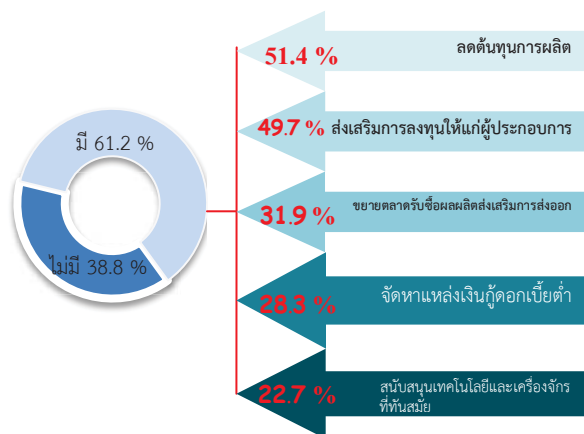 มี 61.2 %
ไม่มี 38.8 %
51.4 % ลดต้นทุนการผลิต
49.7 % ส่งเสริมการลงทุนให้แก่ผู้ประกอบการ
31.9 % ขยายตลาดรับซื้อผลผลิตส่งเสริมการส่งออก
28.3 % จัดหาแหล่งเงินกู้ดอกเบี้ยต่ำ
22.7 % สนับสนุนเทคโนโลยีและเครื่องจักร
ที่ทันสมัย